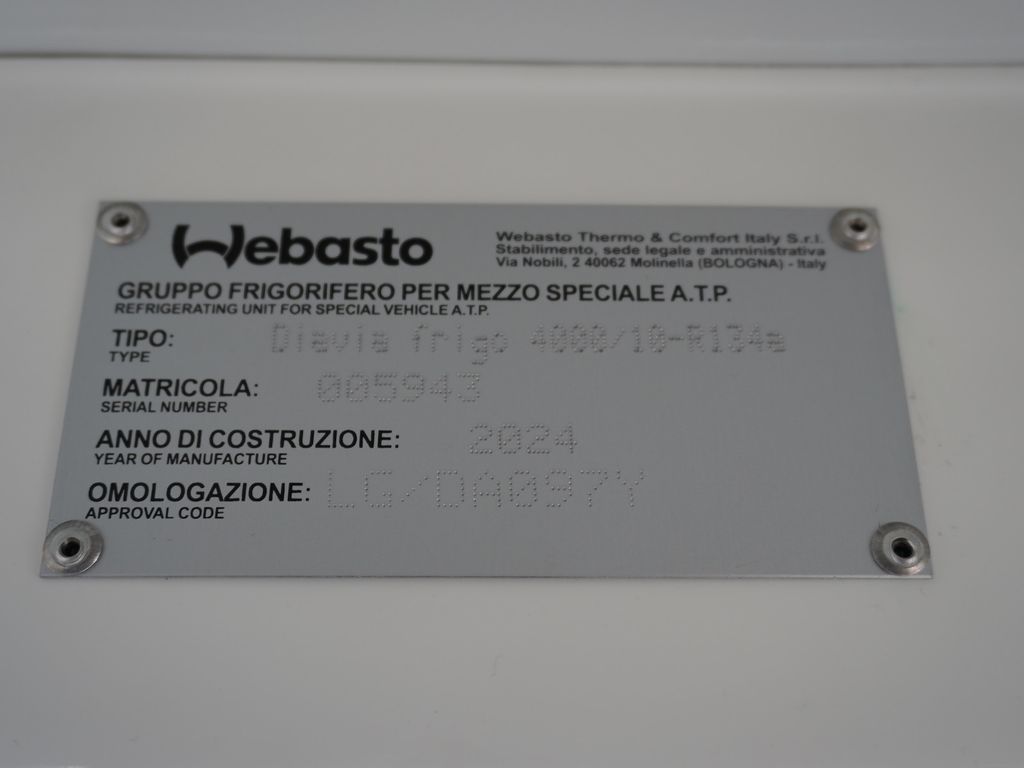 Webasto
Webasto Thermo & Comfort Italy S.r.l.
Stabilimento, sede legale e amministrativa
Via Nobili, 2 40062 Molinella (BOLOGNA) - Italy
GRUPPO FRIGORIFERO PER MEZZO SPECIALE A.T.P.
REFRIGERATING UNIT FOR SPECIAL VEHICLE A.T.P.
TIPO: Diavia frigo 4000/10-R134a
TYPE
MATRICOLA: 005943
SERIAL NUMBER
ANNO DI COSTRUZIONE: 2024
YEAR OF MANUFACTURE
OMOLOGAZIONE: LG/DA097Y
APPROVAL CODE